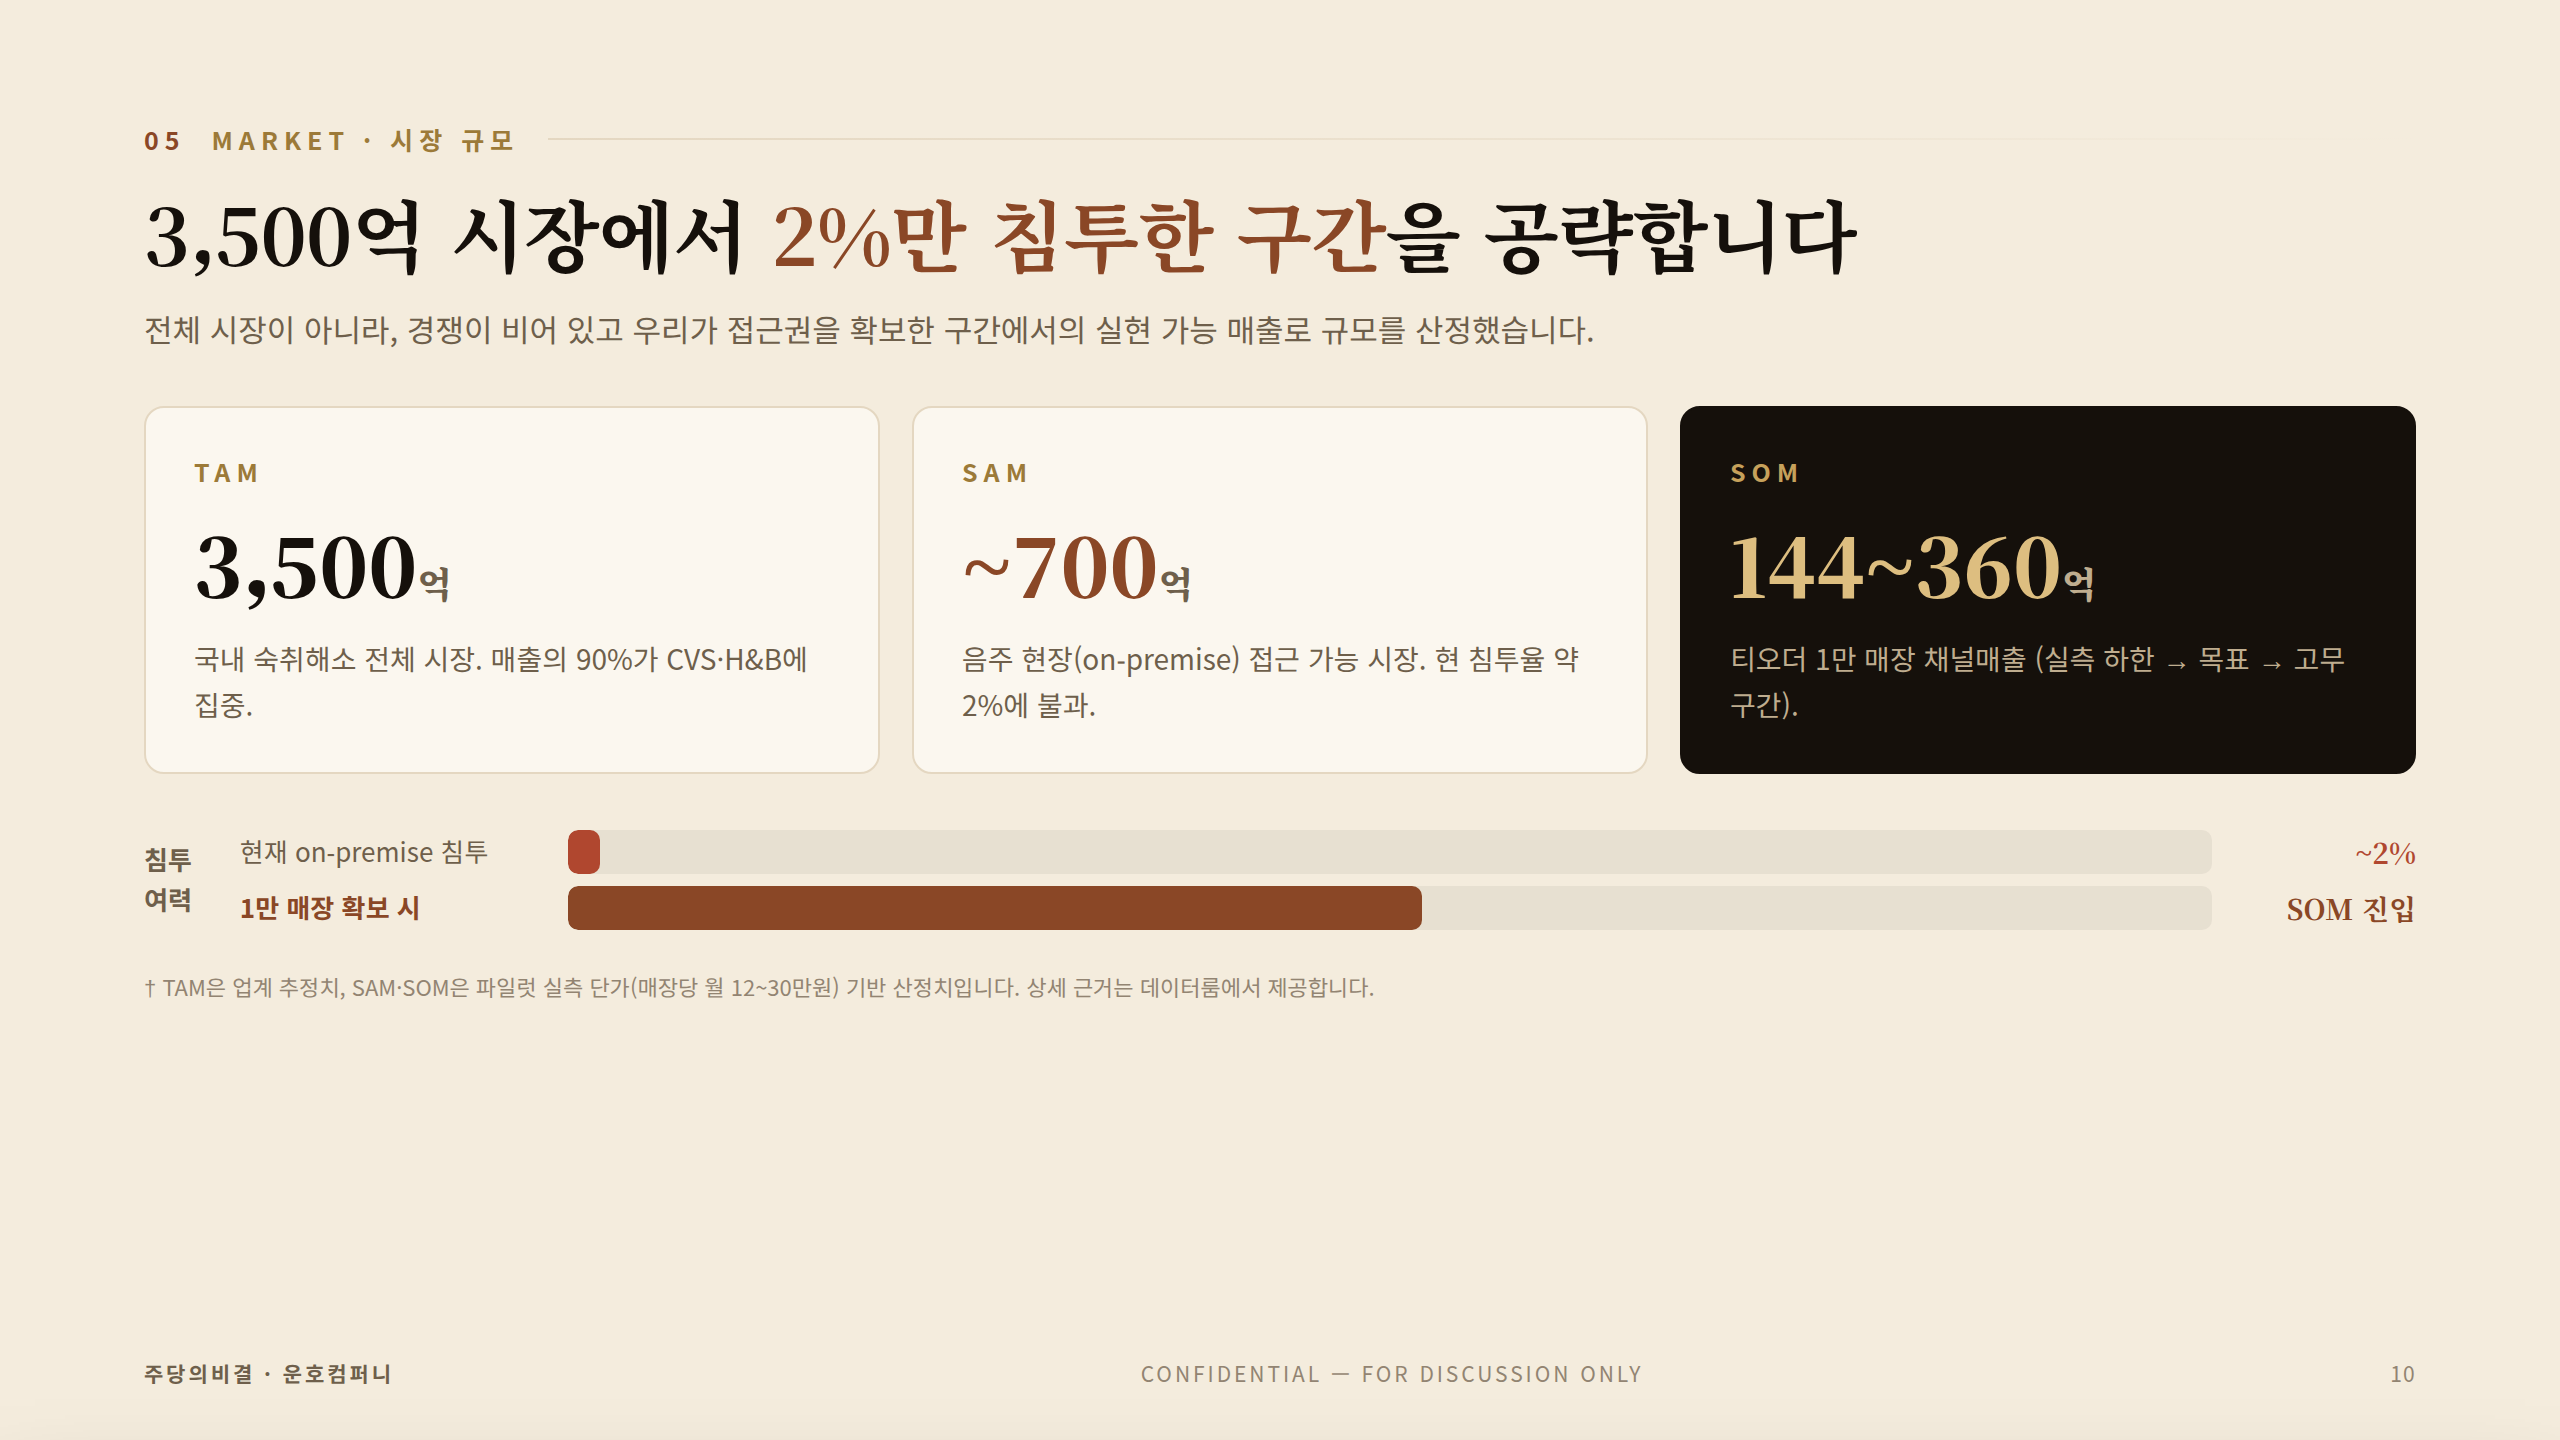 05 MARKET · 시장 규모
3,500억 시장에서 2%만 침투한 구간을 공략합니다
전체 시장이 아니라, 경쟁이 비어 있고 우리가 접근권을 확보한 구간에서의 실현 가능 매출로 규모를 산정했습니다.
TAM
3,500억
국내 숙취해소 전체 시장. 매출의 90%가 CVS·H&B에
집중.
SAM
~700억
음주 현장(on-premise) 접근 가능 시장. 현 침투율 약
2%에 불과.
SOM
144~360억
티오더 1만 매장 채널매출 (실측 하한 → 목표 → 고무
구간).
침투
여력
현재 on-premise 침투
~2%
1만 매장 확보 시
SOM 진입
† TAM은 업계 추정치, SAM·SOM은 파일럿 실측 단가(매장당 월 12~30만원) 기반 산정치입니다. 상세 근거는 데이터룸에서 제공합니다.
주당의비결 · 운호컴퍼니
CONFIDENTIAL — FOR DISCUSSION ONLY
10